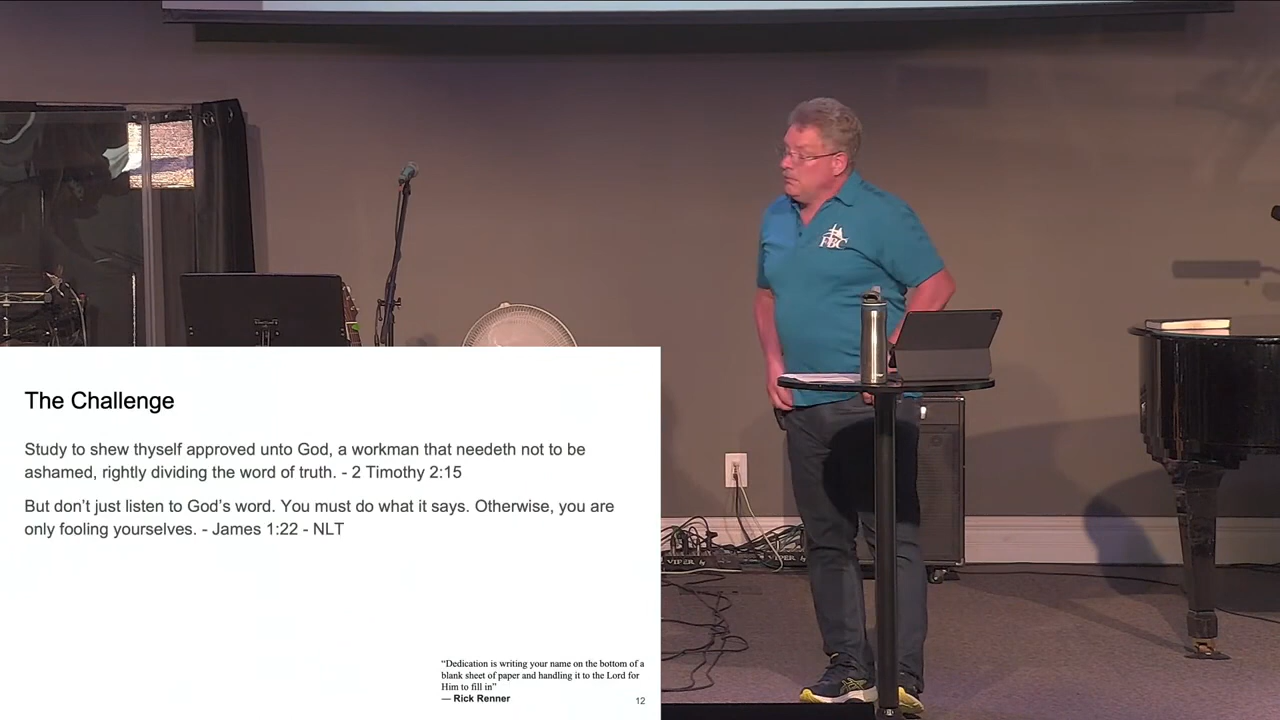 FBC
The Challenge
Study to shew thyself approved unto God, a workman that needeth not to be
ashamed, rightly dividing the word of truth. - 2 Timothy 2:15
But don’t just listen to God’s word. You must do what it says. Otherwise, you are
only fooling yourselves. - James 1:22 - NLT
“Dedication is writing your name on the bottom of a
blank sheet of paper and handling it to the Lord for
Him to fill in”
— Rick Renner
12
VIPER
VIPER